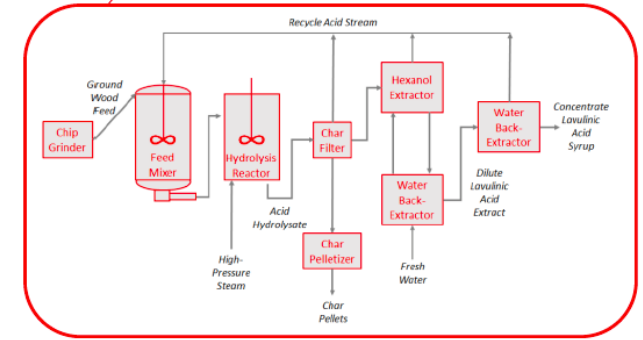 Recycle Acid Stream
Ground
Wood
Feed
Chip
Grinder
Feed
Mixer
Hydrolysis
Reactor
Acid
Hydrolysate
High-
Pressure
Steam
Char
Filter
Char
Pelletizer
Char
Pellets
Hexanol
Extractor
Water
Back-
Extractor
Fresh
Water
Dilute
Lavulinic
Acid
Extract
Water
Back-
Extractor
Concentrate
Lavulinic
Acid
Syrup